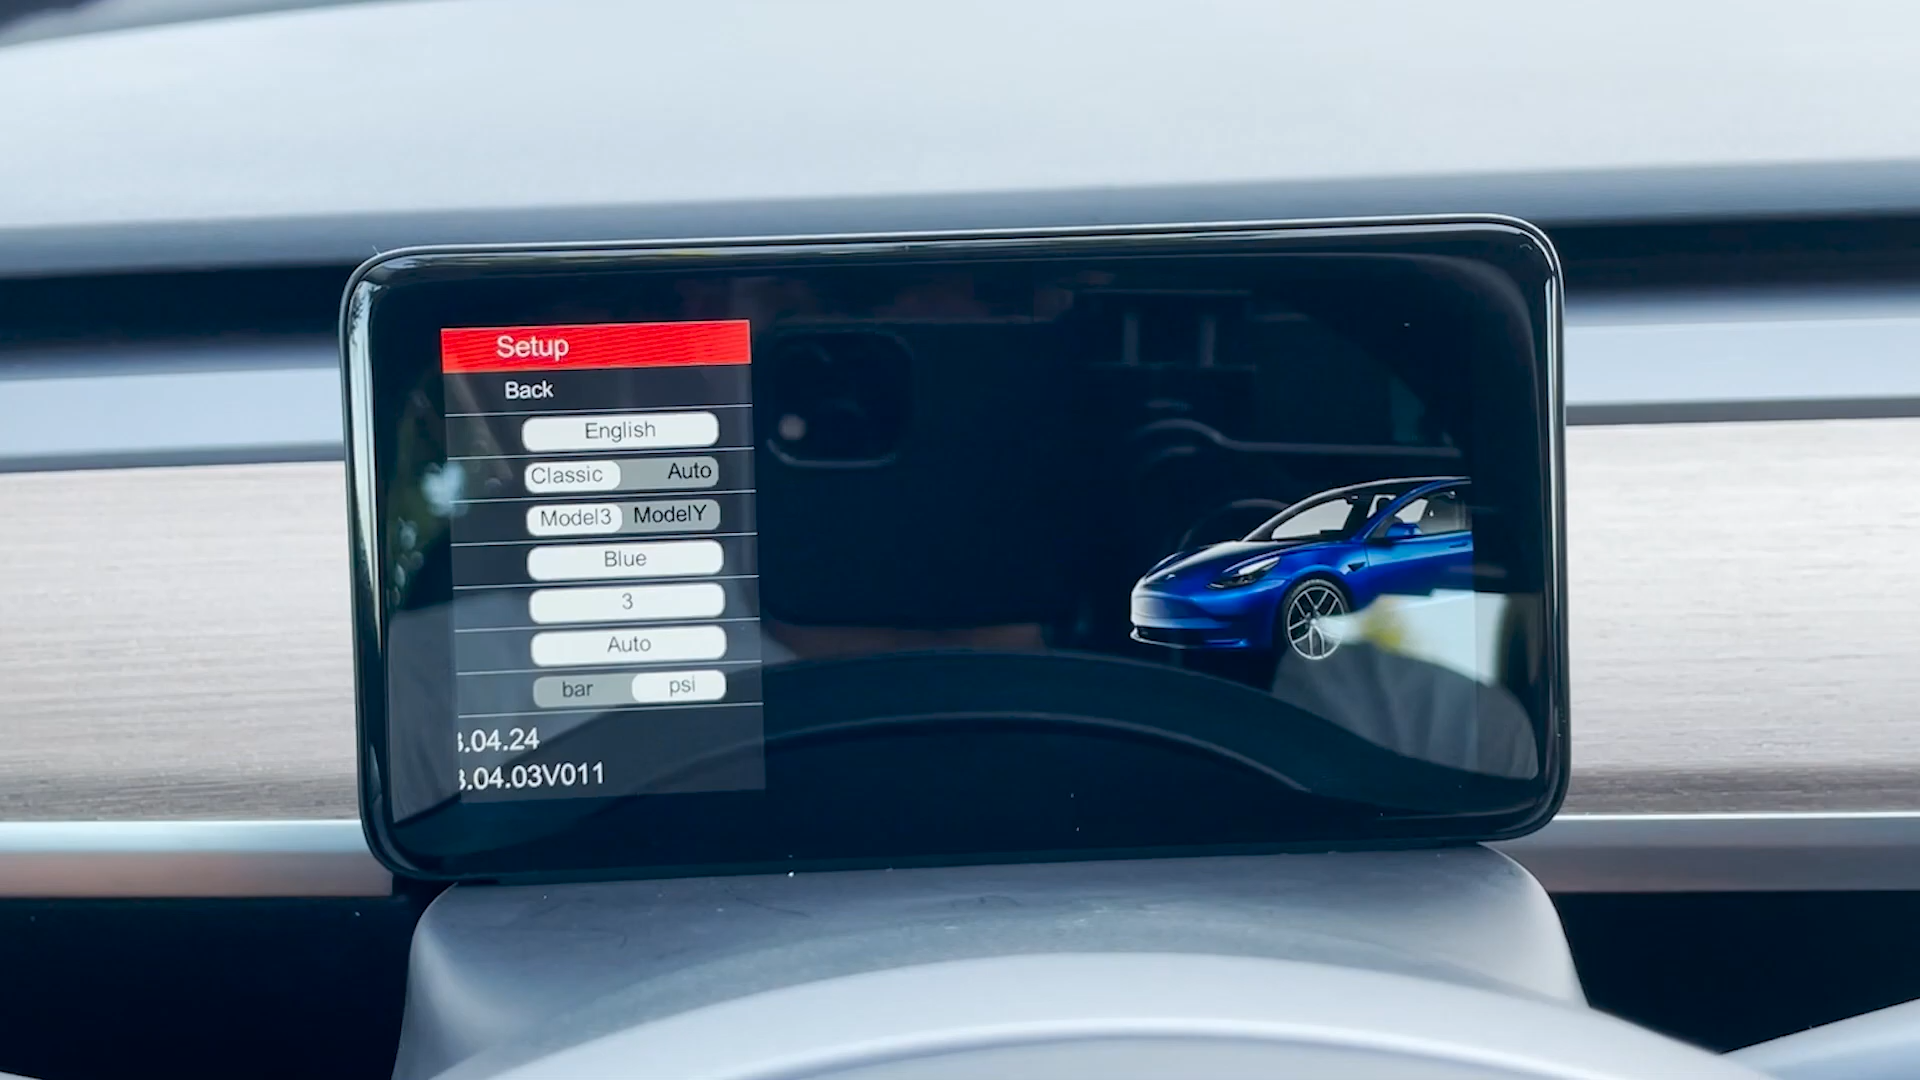 Setup
Back
English
Classic Auto
Model3 ModelY
Blue
3
Auto
bar psi
.04.24
.04.03V011